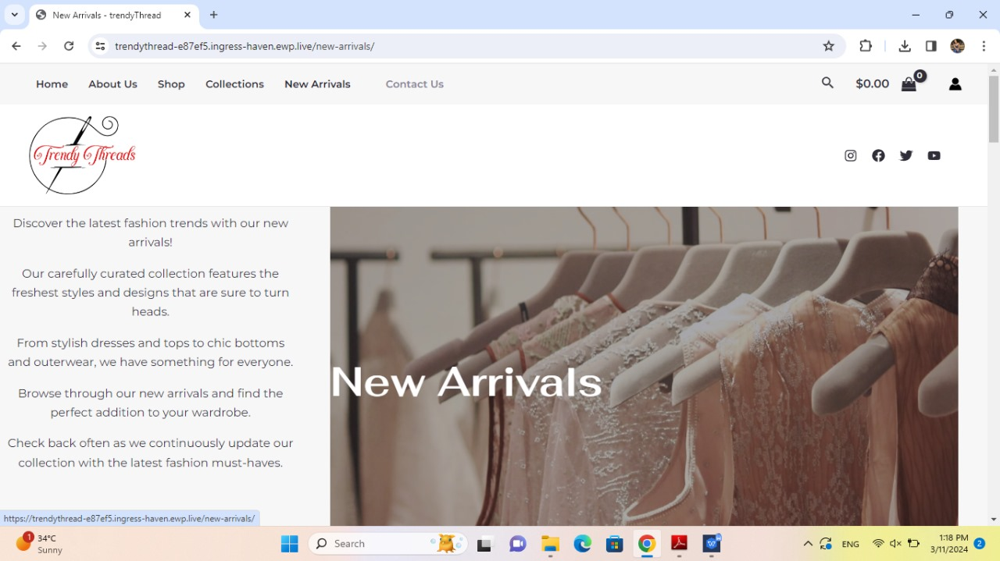 New Arrivals - trendyThread
trendythread-e87ef5.ingress-haven.ewp.live/new-arrivals/
Home About Us Shop Collections New Arrivals Contact Us $0.00 0
Trendy Threads
Discover the latest fashion trends with our new
arrivals!
Our carefully curated collection features the
freshest styles and designs that are sure to turn
heads.
From stylish dresses and tops to chic bottoms
and outerwear, we have something for everyone.
Browse through our new arrivals and find the
perfect addition to your wardrobe.
Check back often as we continuously update our
collection with the latest fashion must-haves.
New Arrivals
https://trendythread-e87ef5.ingress-haven.ewp.live/new-arrivals/
1
34°C
Sunny
Search
ENG
1:18 PM
3/11/2024
2